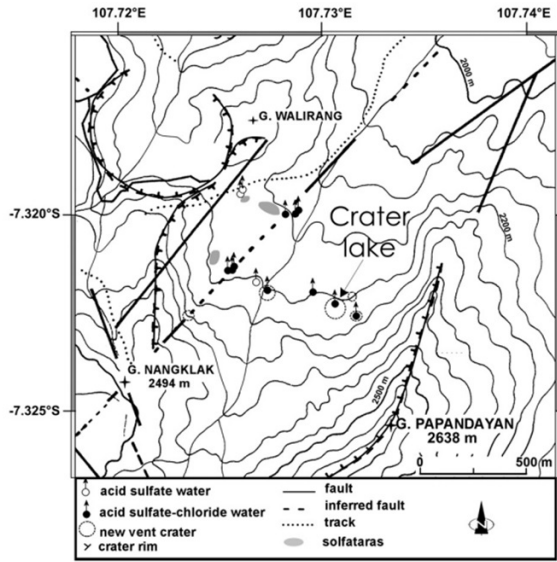 107.72° 107.73° 107.74°
2000 m
G. WALIRANG
-7.320°
Crater
lake
2200 m
G. NANGKLAK
2494 m
2500 m
-7.325°
G. PAPANDAYAN
2638 m
0 500 m
acid sulfate water
acid sulfate-chloride water
new vent crater
crater rim
fault
inferred fault
track
solfataras
N